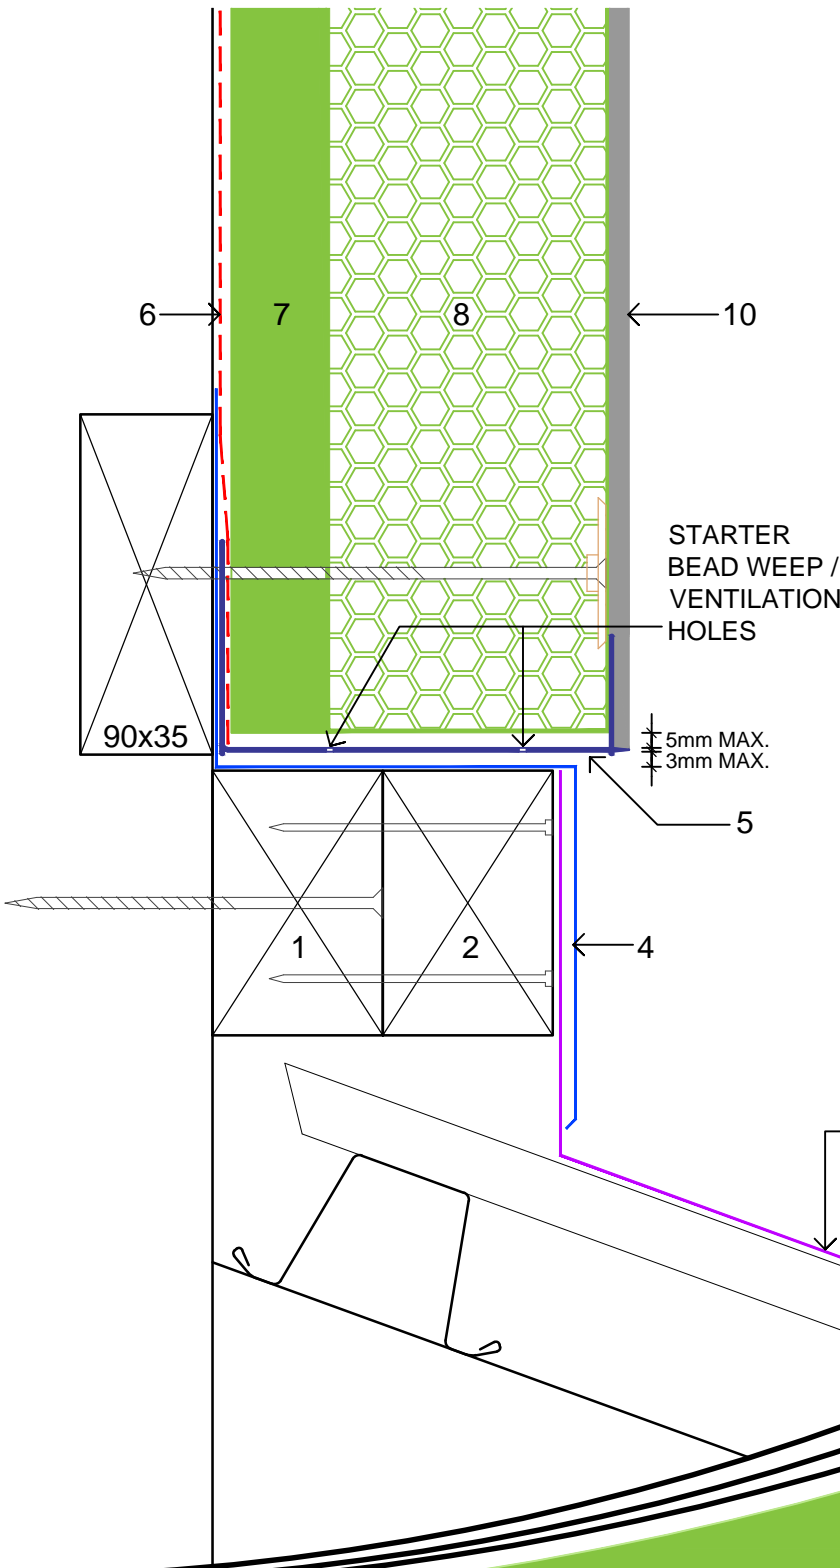 6
7
8
10
STARTER
BEAD WEEP /
VENTILATION
HOLES
90x35
5mm MAX.
3mm MAX.
5
1
2
4